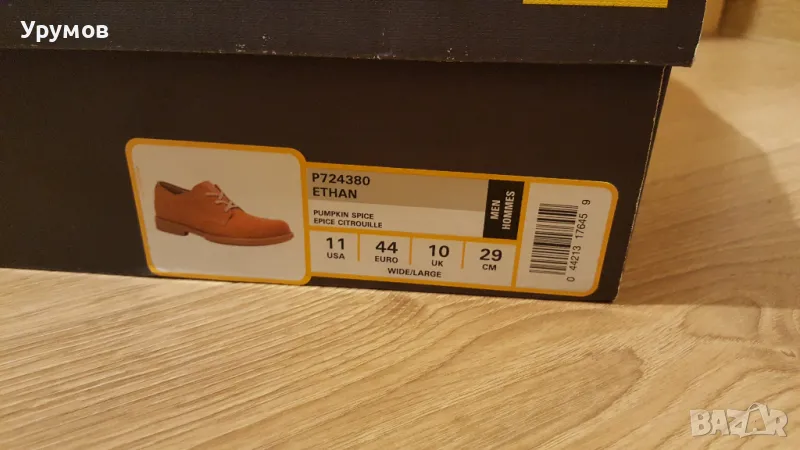 Урумов
P724380
ETHAN
PUMPKIN SPICE
EPICE CITROUILLE
MEN
HOMMES
11 44 10 29
USA EURO UK CM
WIDE/LARGE
0 44213 17645 9
BAZAR